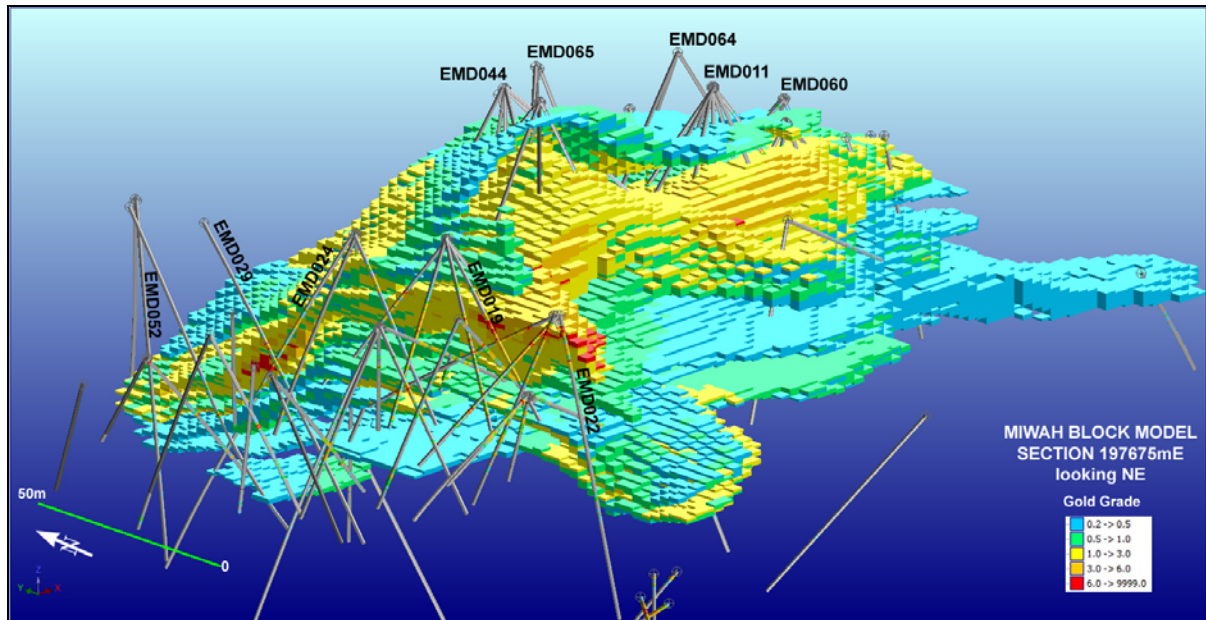 EMD064
EMD065
EMD044
EMD011
EMD060
EMD029
EMD024
EMD019
EMD052
EMD022
MIWAH BLOCK MODEL
SECTION 197675mE
looking NE
Gold Grade
0.2 -> 0.5
0.5 -> 1.0
1.0 -> 3.0
3.0 -> 6.0
6.0 -> 9999.0
50m
0
N
Z
Y
X